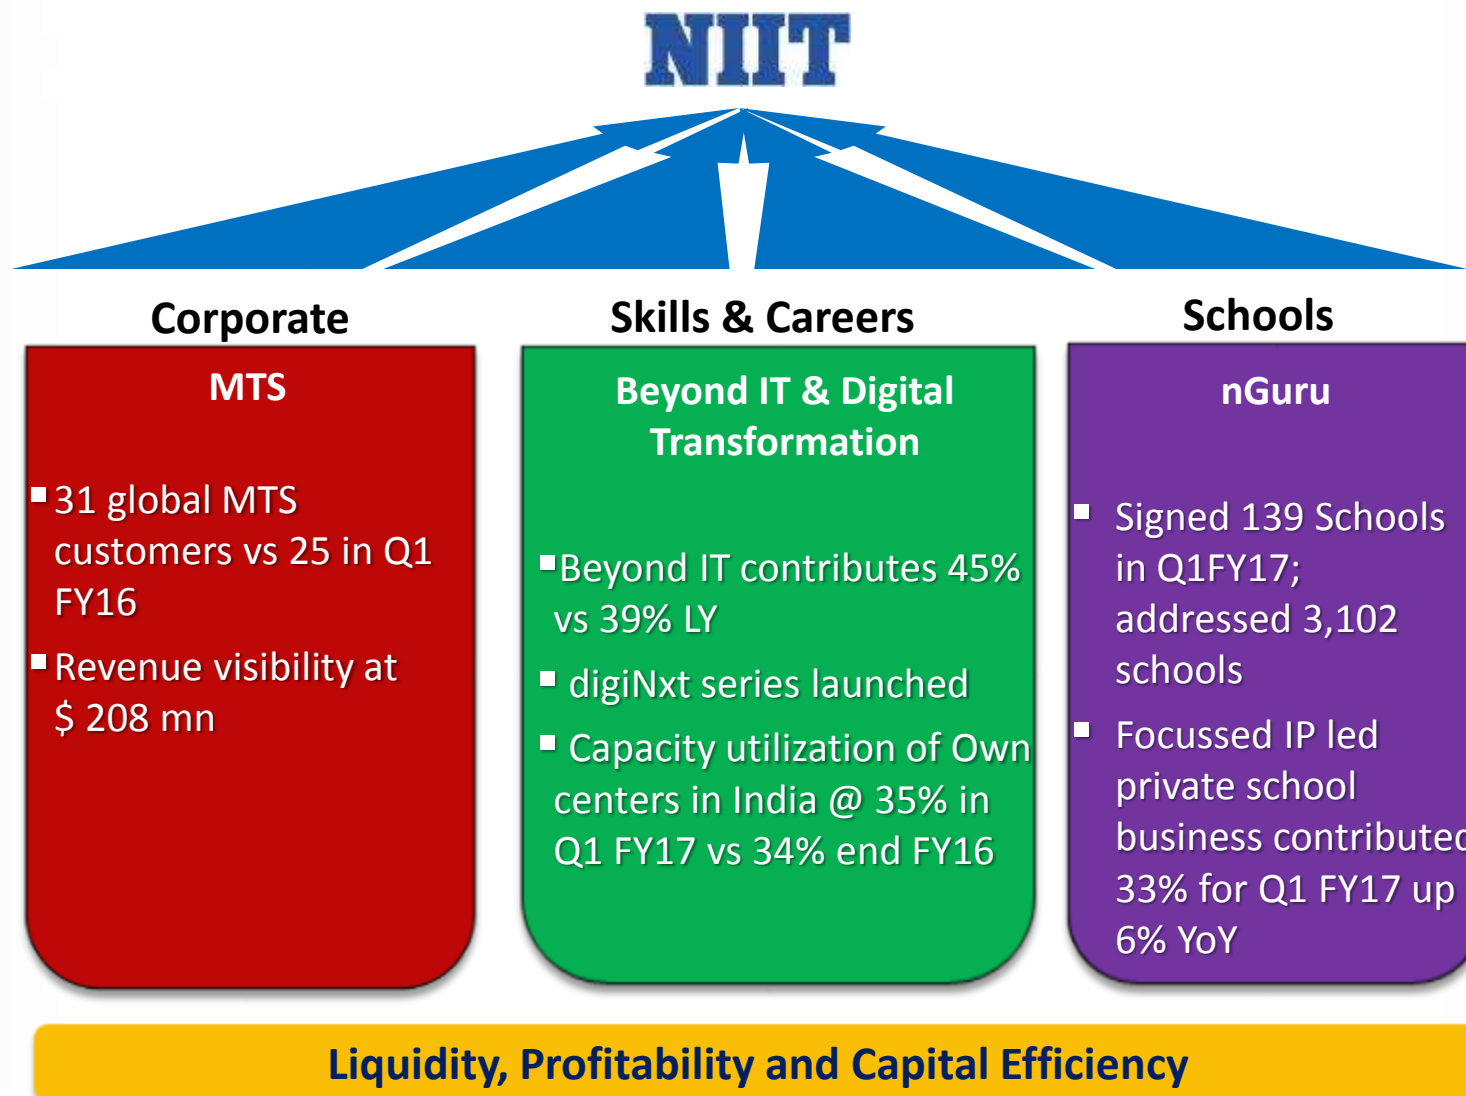 NIIT
Corporate
MTS
▪ 31 global MTS
customers vs 25 in Q1
FY16
▪ Revenue visibility at
$ 208 mn
Skills & Careers
Beyond IT & Digital
Transformation
▪ Beyond IT contributes 45%
vs 39% LY
▪ digiNxt series launched
▪ Capacity utilization of Own
centers in India @ 35% in
Q1 FY17 vs 34% end FY16
Schools
nGuru
▪ Signed 139 Schools
in Q1FY17;
addressed 3,102
schools
▪ Focussed IP led
private school
business contributed
33% for Q1 FY17 up
6% YoY
Liquidity, Profitability and Capital Efficiency